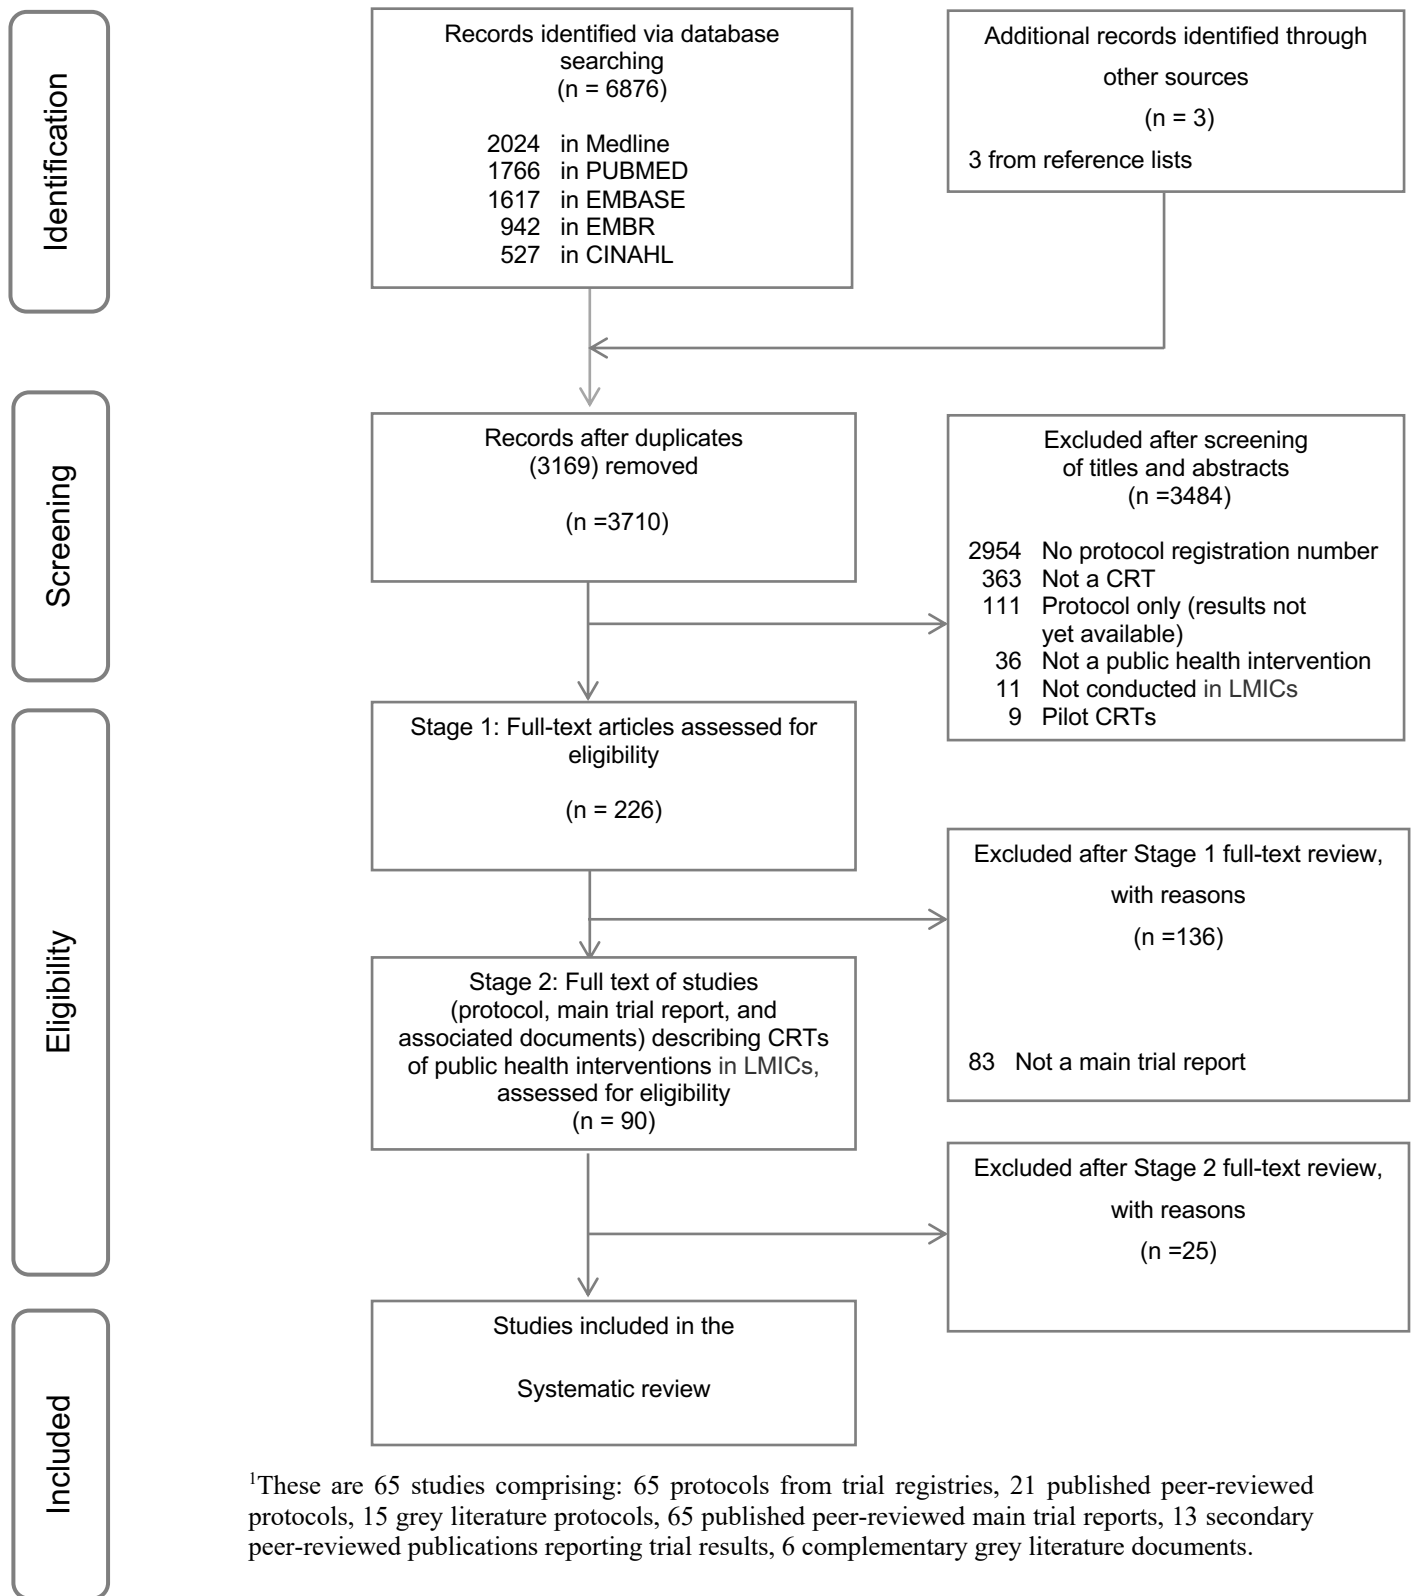 Identification
Records identified via database
searching
(n = 6876)
2024 in Medline
1766 in PUBMED
1617 in EMBASE
942 in EMBR
527 in CINAHL
Additional records identified through
other sources
(n = 3)
3 from reference lists
Screening
Records after duplicates
(3169) removed
(n =3710)
Excluded after screening
of titles and abstracts
(n =3484)
2954 No protocol registration number
363 Not a CRT
111 Protocol only (results not
yet available)
36 Not a public health intervention
11 Not conducted in LMICs
9 Pilot CRTs
Eligibility
Stage 1: Full-text articles assessed for
eligibility
(n = 226)
Excluded after Stage 1 full-text review,
with reasons
(n =136)
83 Not a main trial report
Stage 2: Full text of studies
(protocol, main trial report, and
associated documents) describing CRTs
of public health interventions in LMICs,
assessed for eligibility
(n = 90)
Excluded after Stage 2 full-text review,
with reasons
(n =25)
Included
Studies included in the
Systematic review
1These are 65 studies comprising: 65 protocols from trial registries, 21 published peer-reviewed
protocols, 15 grey literature protocols, 65 published peer-reviewed main trial reports, 13 secondary
peer-reviewed publications reporting trial results, 6 complementary grey literature documents.